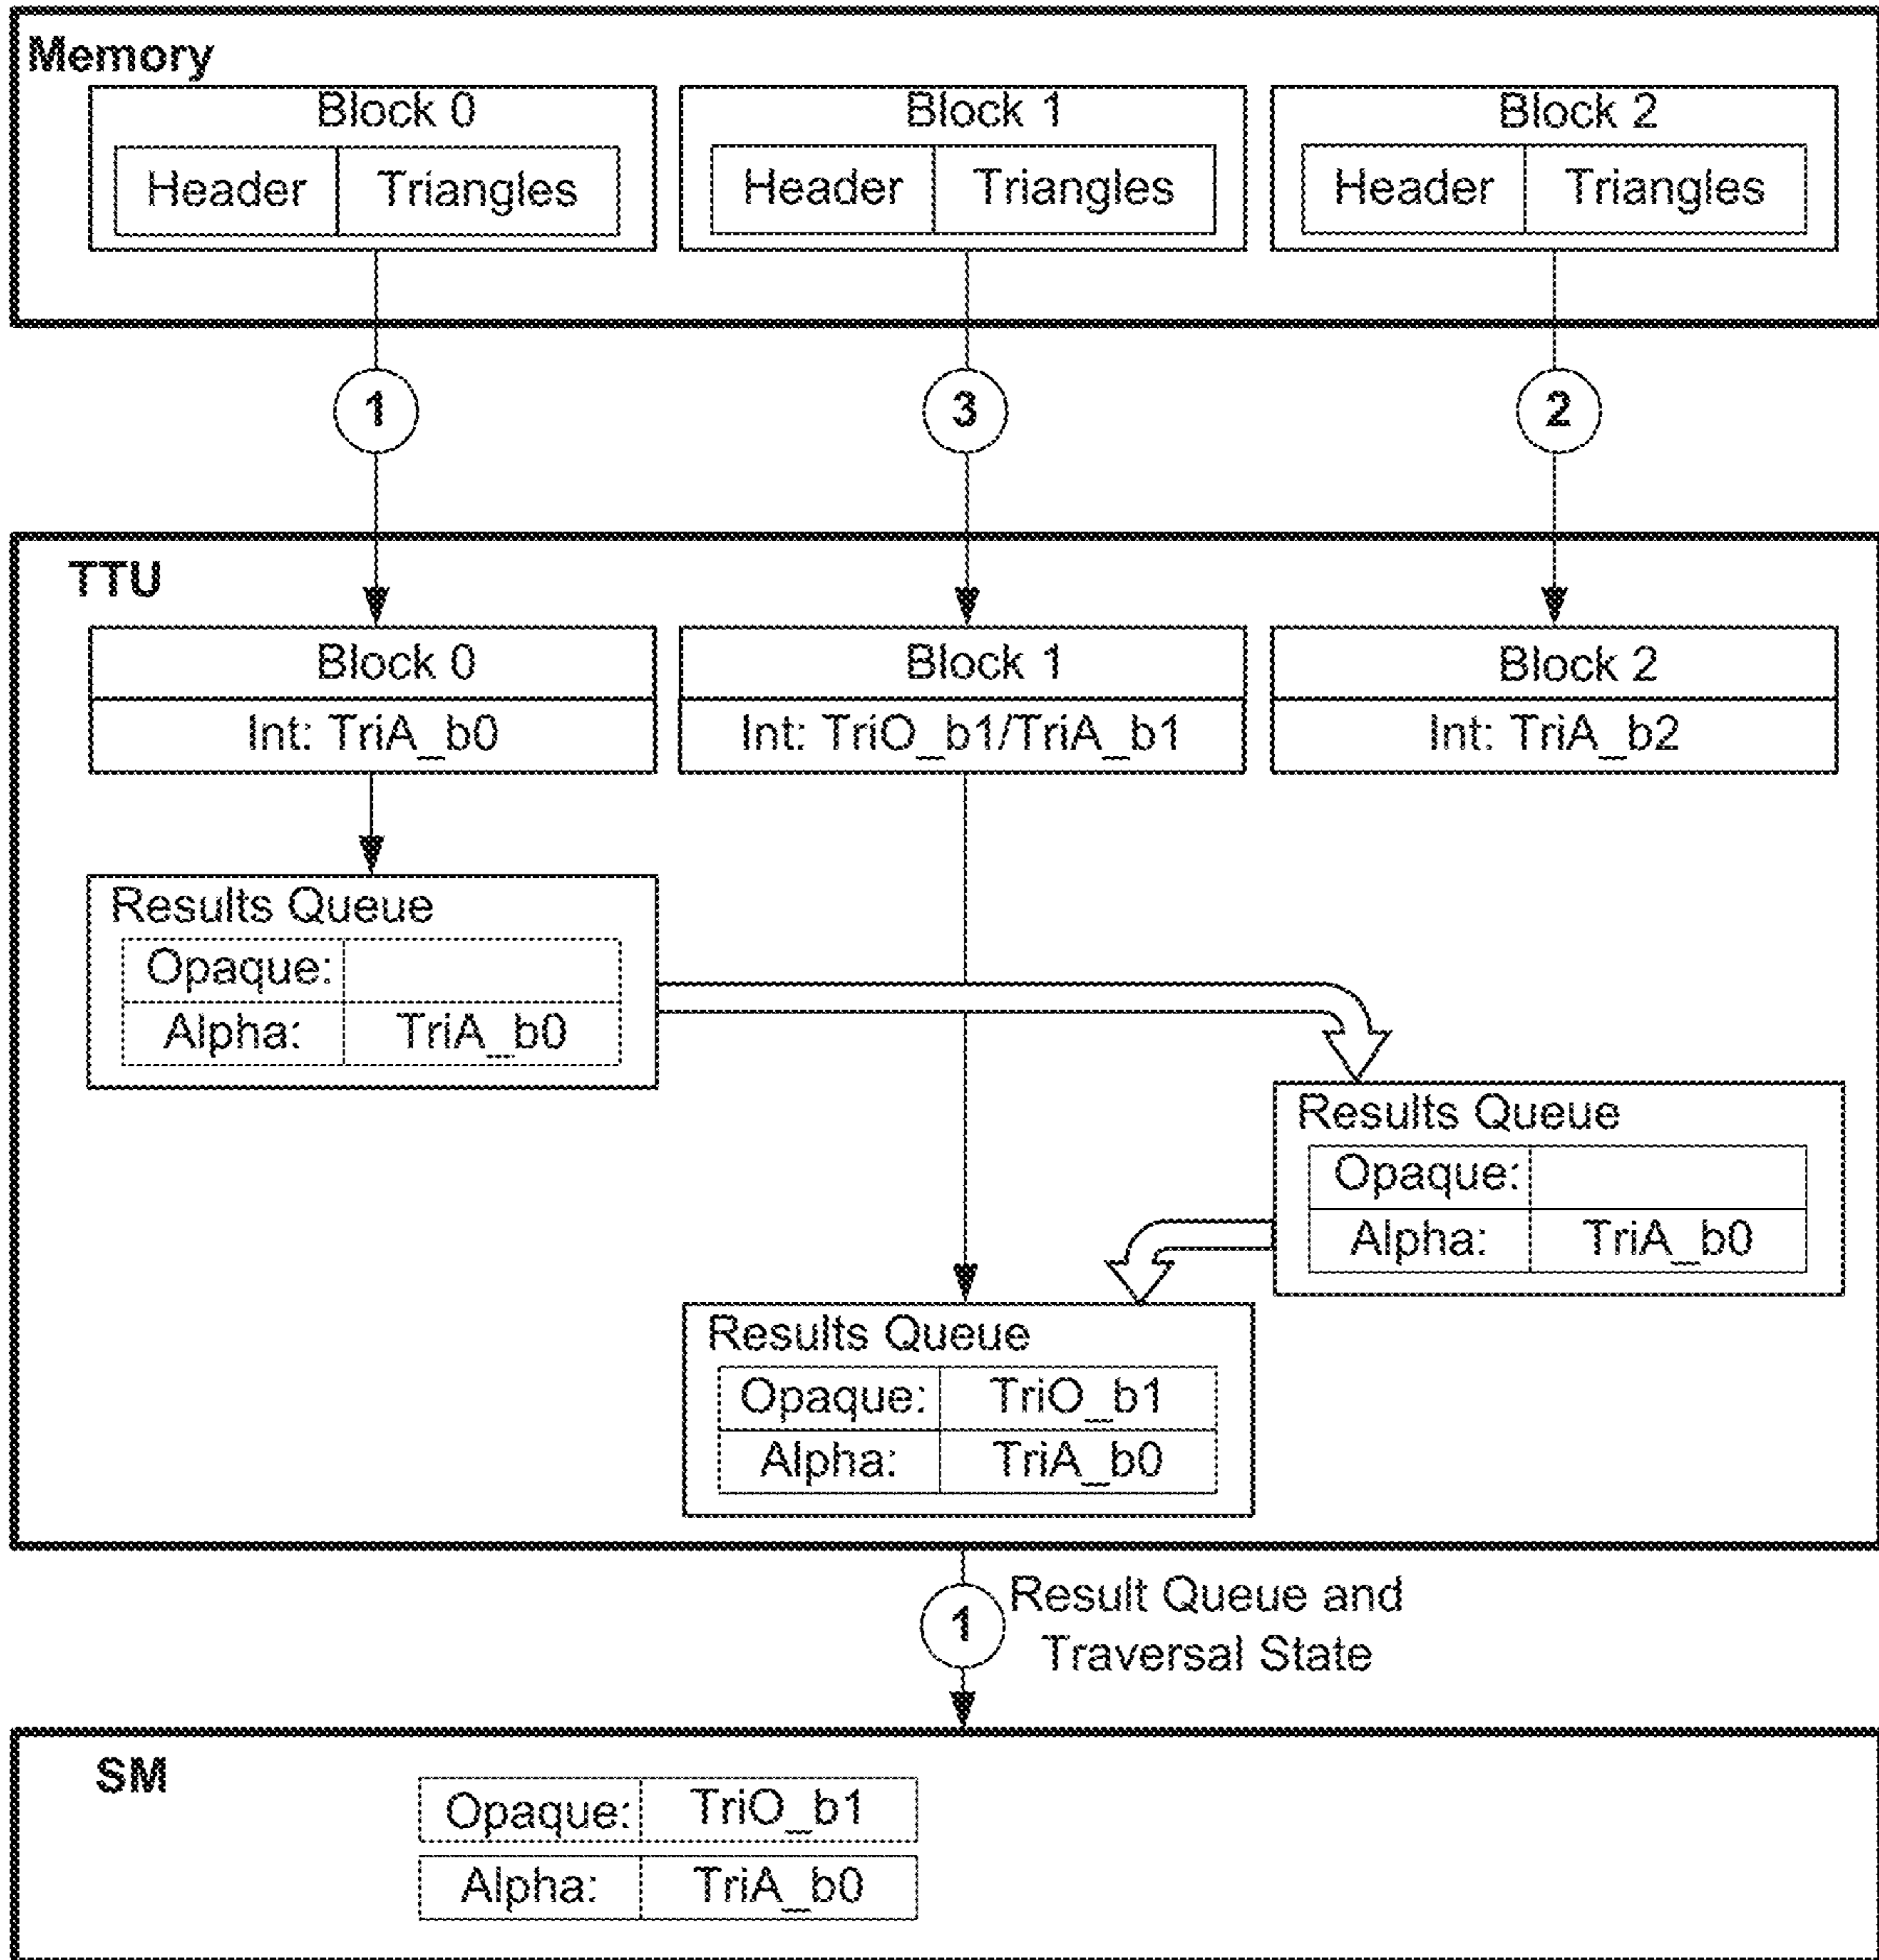 Memory
Block 0
Block 1
Block 2
Header Triangles
Header Triangles
Header Triangles
1
3
2
TTU
Block 0
Block 1
Block 2
Int: TriA_b0
Int: TriO_b1/TriA_b1
Int: TriA_b2
Results Queue
Opaque:
Alpha: TriA_b0
Results Queue
Opaque:
Alpha: TriA_b0
Results Queue
Opaque: TriO_b1
Alpha: TriA_b0
1
Result Queue and
Traversal State
SM
Opaque: TriO_b1
Alpha: TriA_b0